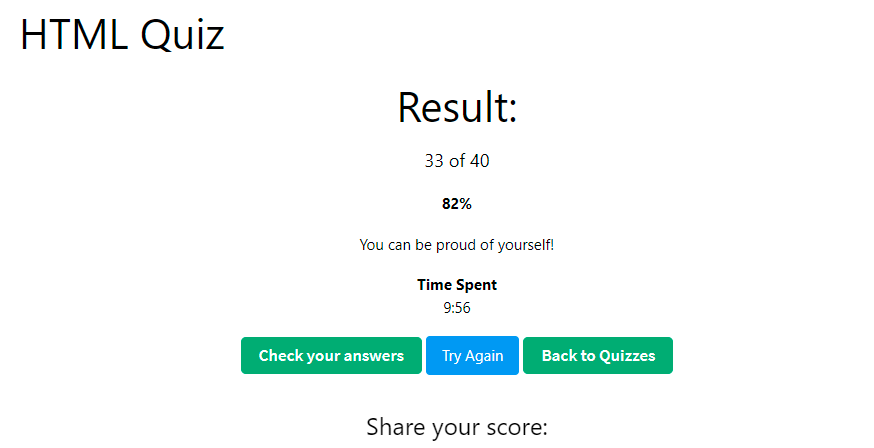 HTML Quiz
Result:
33 of 40
82%
You can be proud of yourself!
Time Spent
9:56
Check your answers Try Again Back to Quizzes
Share your score: